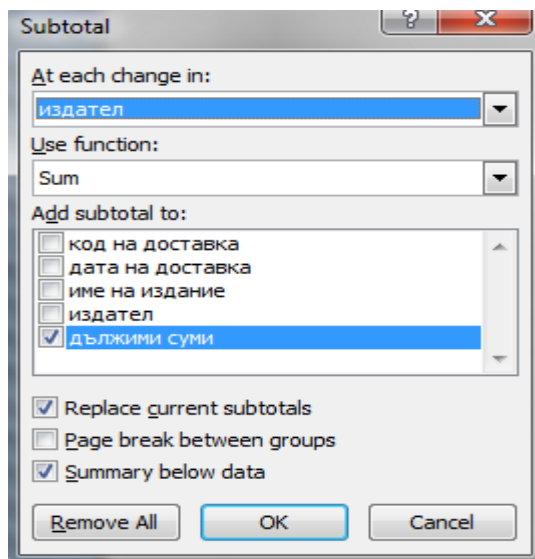 Subtotal
At each change in:
издател
Use function:
Sum
Add subtotal to:
код на доставка
дата на доставка
име на издание
издател
дължими суми
Replace current subtotals
Page break between groups
Summary below data
Remove All OK Cancel